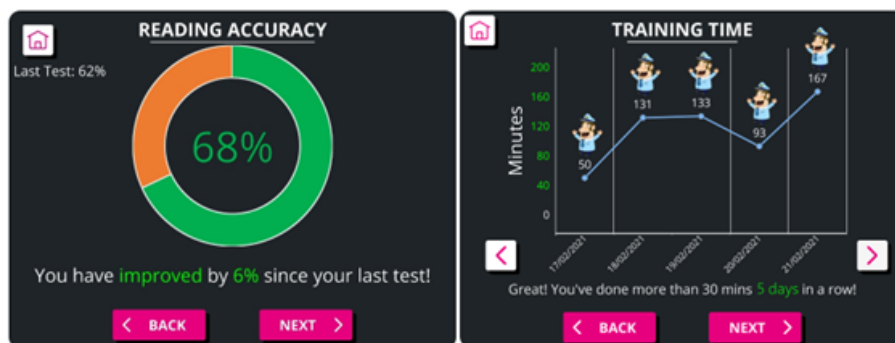 READING ACCURACY
Last Test: 62%
68%
You have improved by 6% since your last test!
BACK
NEXT
TRAINING TIME
Minutes
200
160
120
80
40
0
50
131
133
93
167
17/02/2021
18/02/2021
19/02/2021
20/02/2021
21/02/2021
Great! You've done more than 30 mins 5 days in a row!
BACK
NEXT